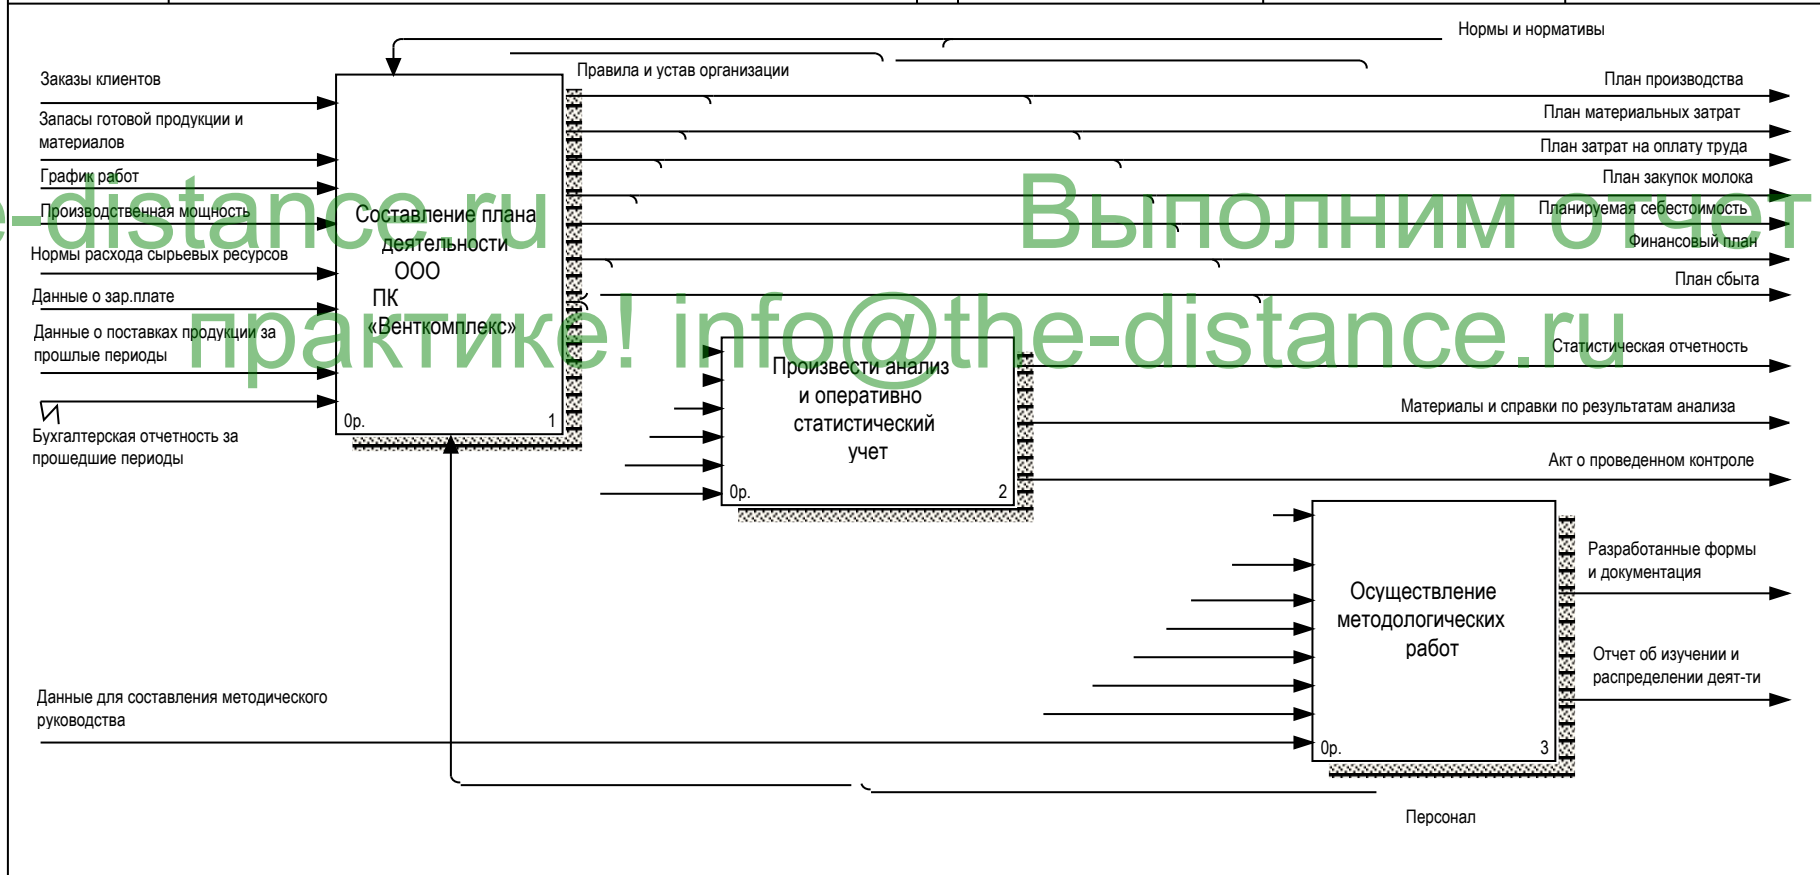 Нормы и нормативы
Правила и устав организации
Заказы клиентов
Запасы готовой продукции и
материалов
График работ
Производственная мощность
Нормы расхода сырьевых ресурсов
Данные о зар.плате
Данные о поставках продукции за
прошлые периоды
Бухгалтерская отчетность за
прошедшие периоды
Составление плана
деятельности
ООО
ПК
«Венткомплекс»
0р. 1
План производства
План материальных затрат
План затрат на оплату труда
План закупок молока
Планируемая себестоимость
Финансовый план
План сбыта
e-distance.ru Выполним отчет
практике! info@the-distance.ru
Произвести анализ
и оперативно
статистический
учет
0р. 2
Статистическая отчетность
Материалы и справки по результатам анализа
Акт о проведенном контроле
Осуществление
методологических
работ
0р. 3
Разработанные формы
и документация
Отчет об изучении и
распределении деят-ти
Данные для составления методического
руководства
Персонал